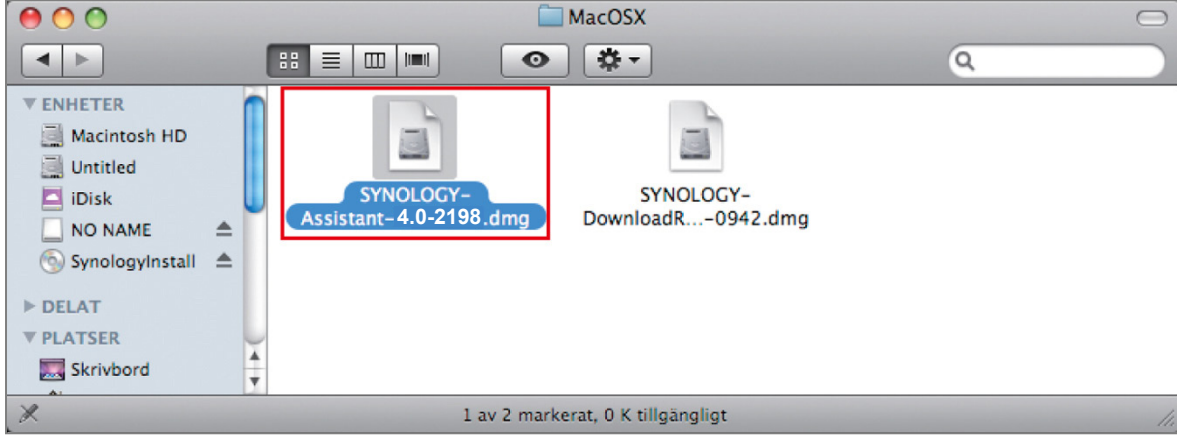 MacOSX
ENHETER
Macintosh HD
Untitled
iDisk
NO NAME
SynologyInstall
DELAT
PLATSER
Skrivbord
SYNOLOGY-
Assistant-4.0-2198.dmg
SYNOLOGY-
DownloadR...-0942.dmg
1 av 2 markerat, 0 K tillgängligt